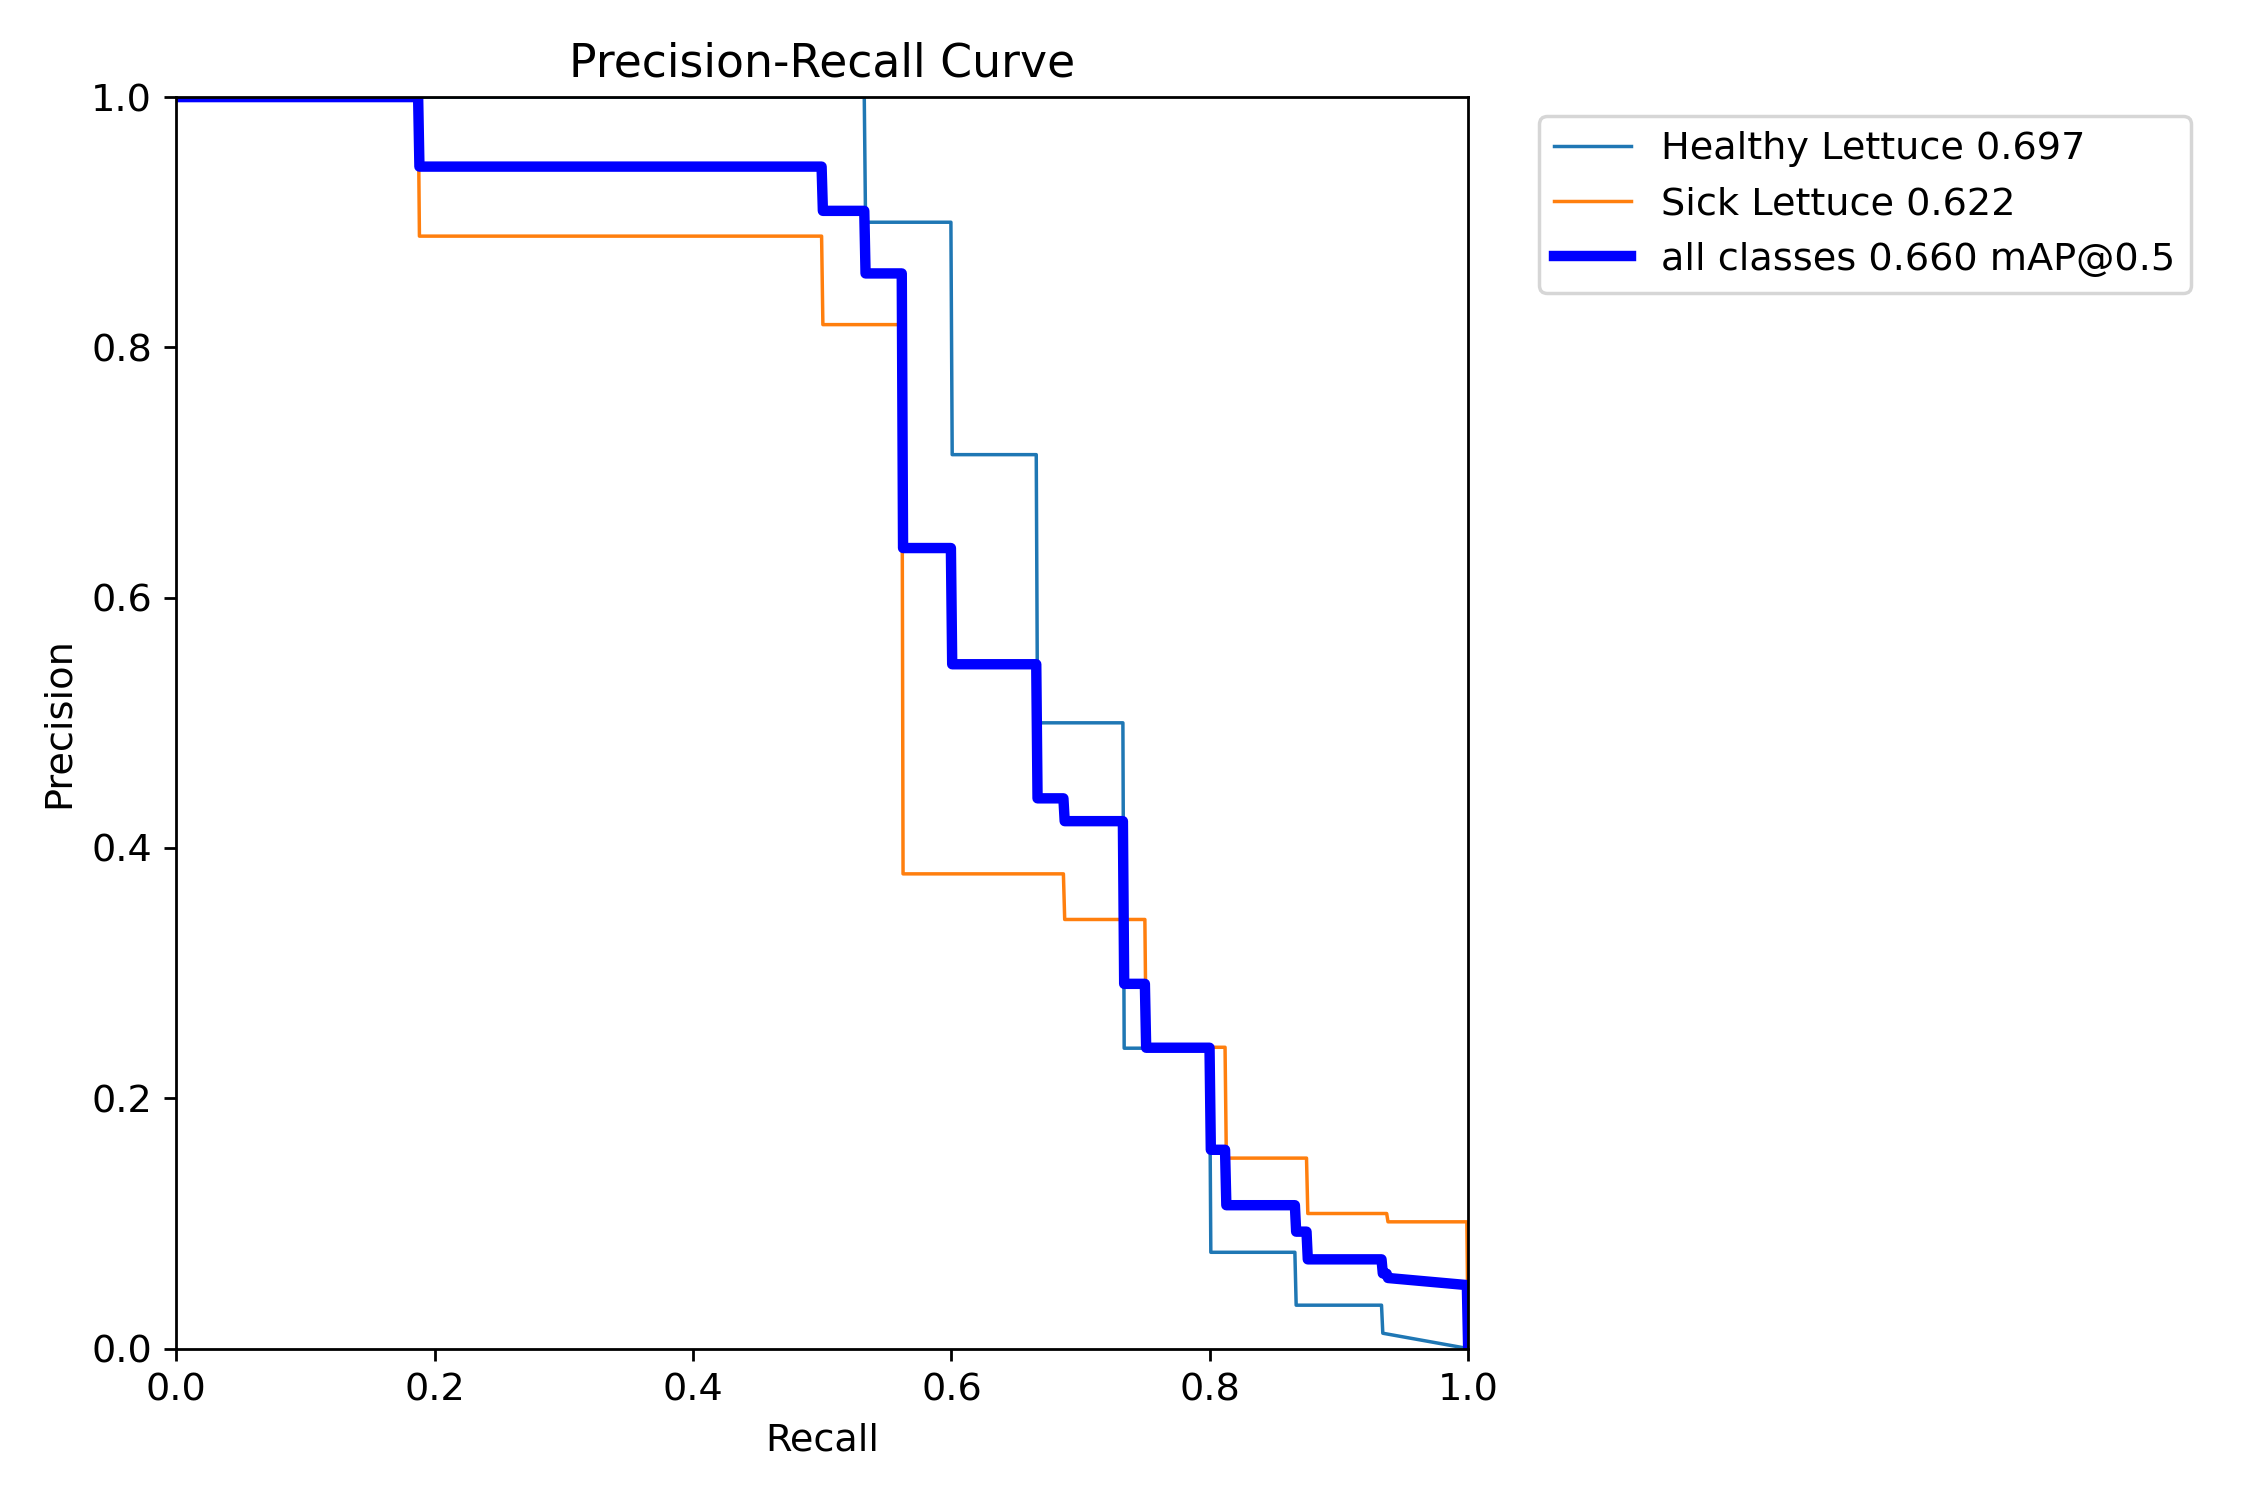 Precision-Recall Curve
1.0
0.8
0.6
0.4
0.2
0.0
Precision
0.0 0.2 0.4 0.6 0.8 1.0
Recall
Healthy Lettuce 0.697
Sick Lettuce 0.622
all classes 0.660 mAP@0.5